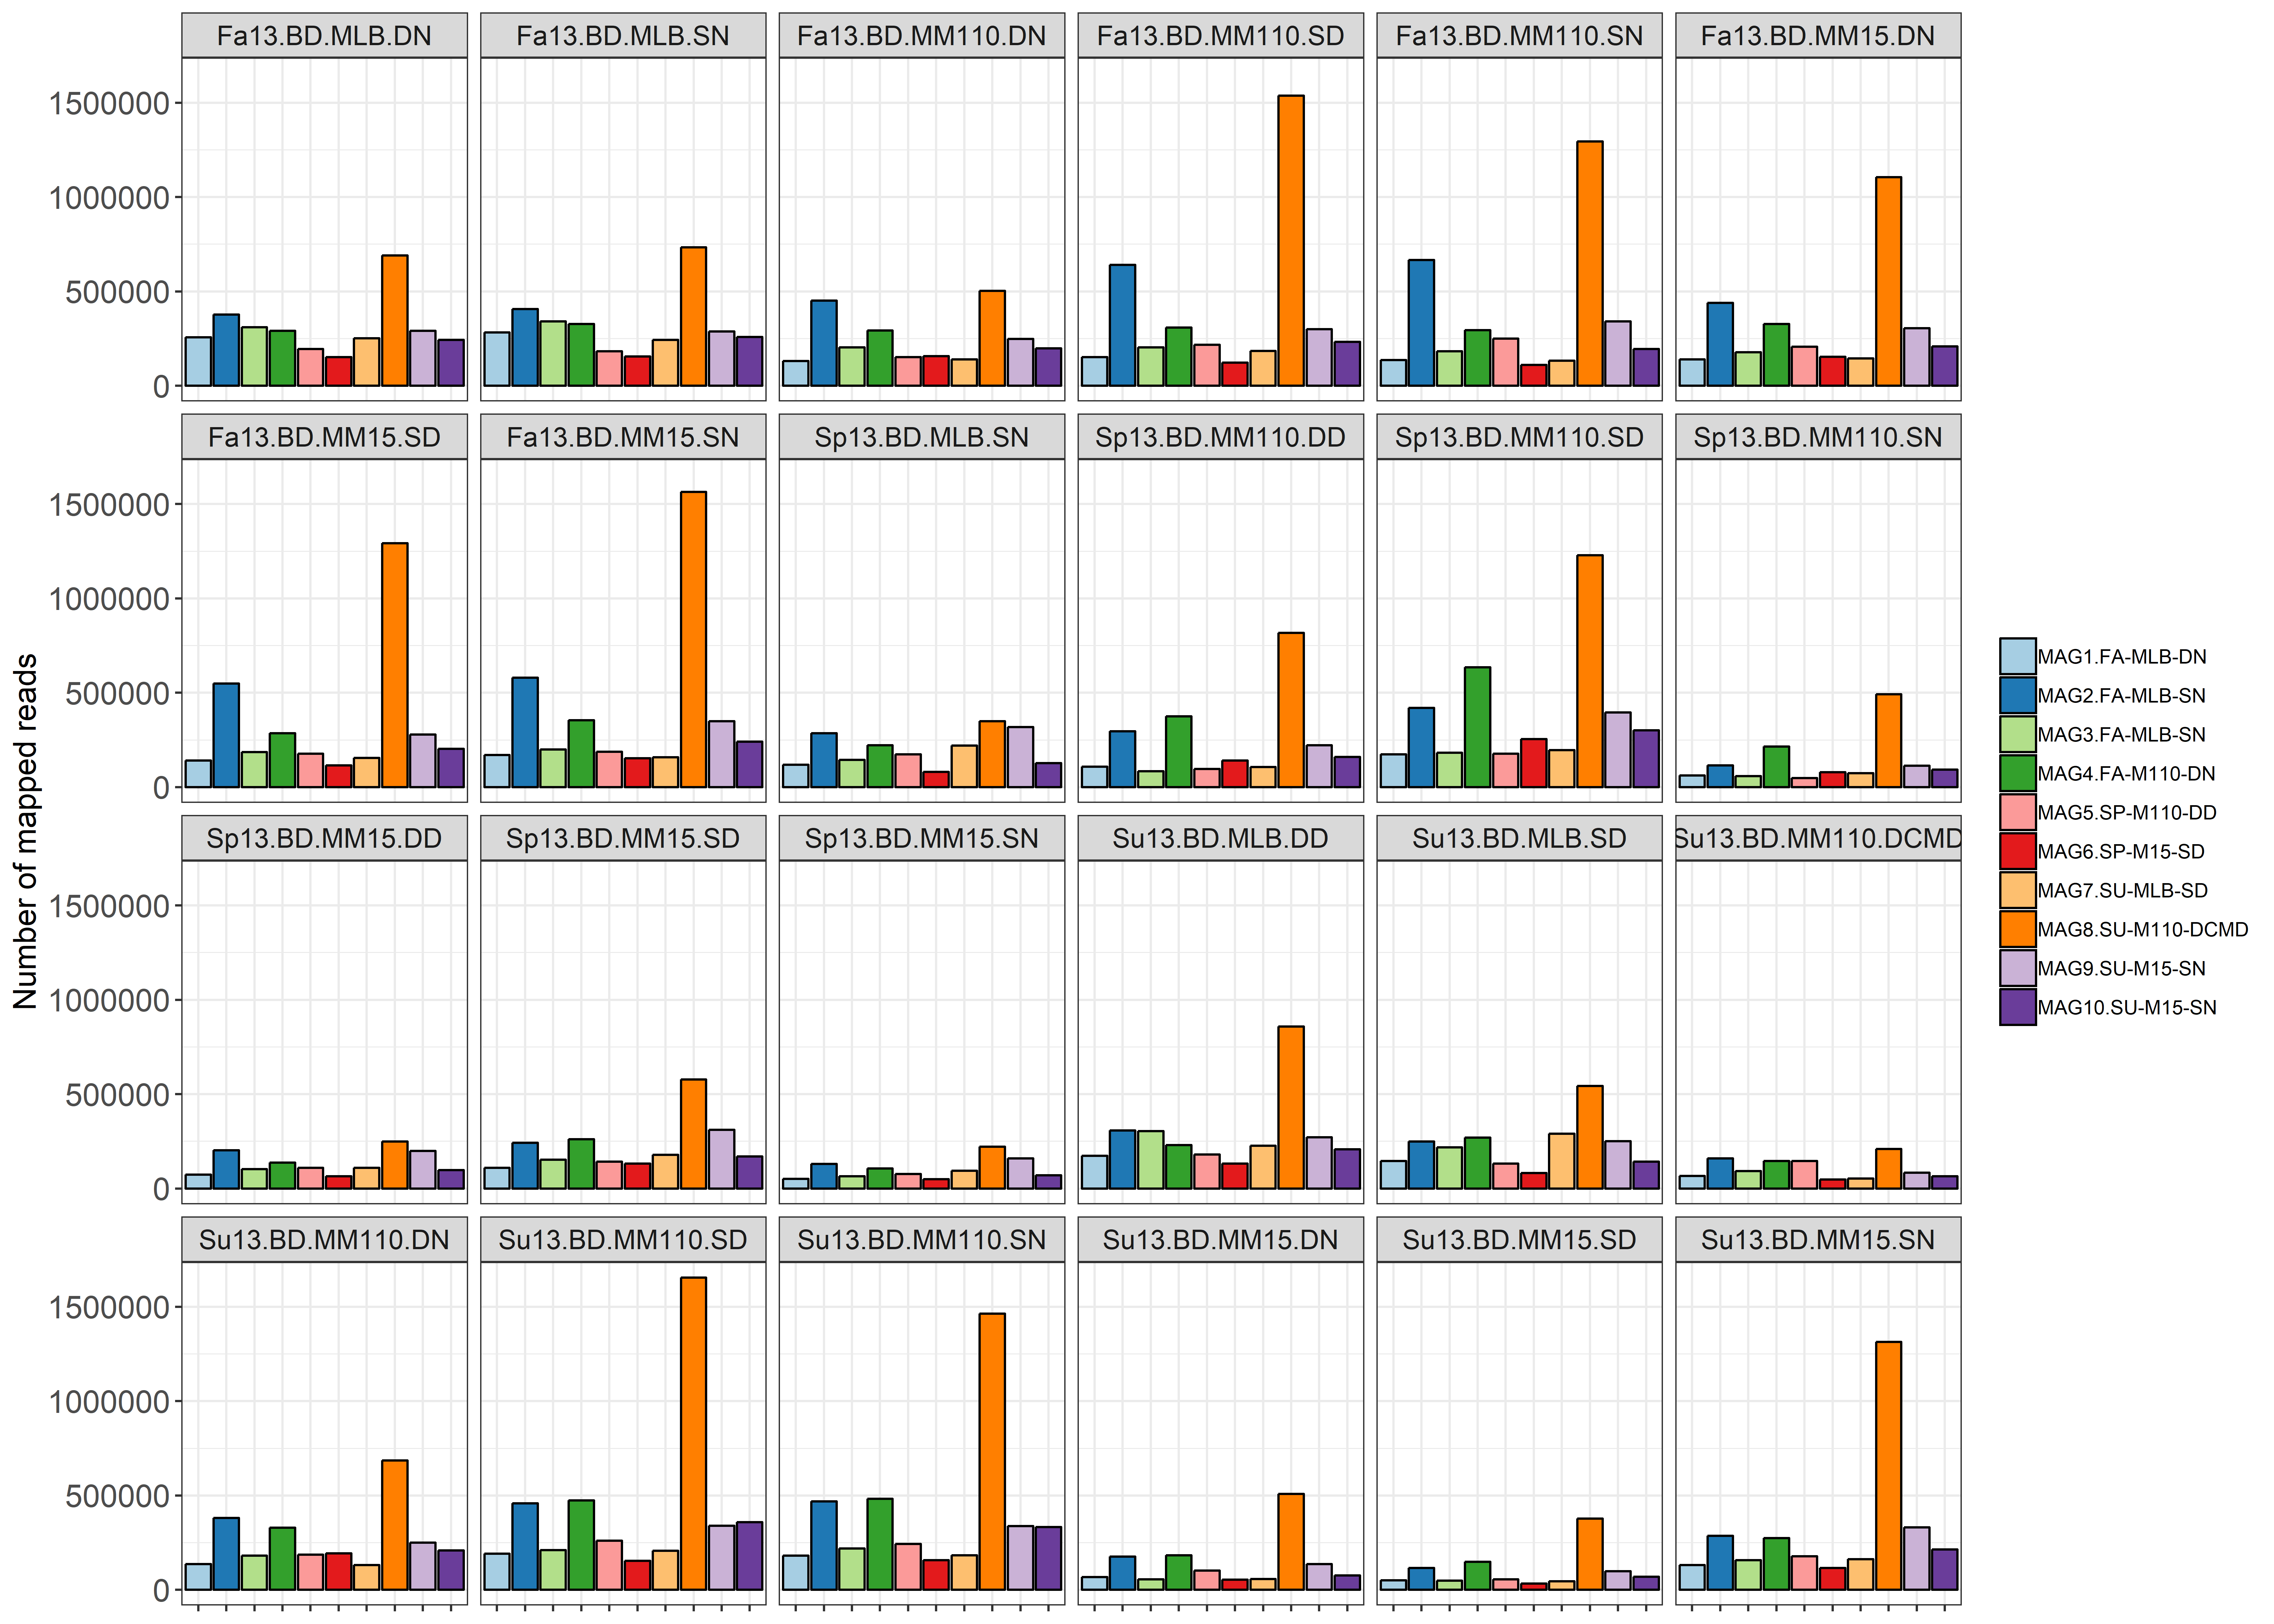 Fa13.BD.MLB.DN
Fa13.BD.MLB.SN
Fa13.BD.MM110.DN
Fa13.BD.MM110.SD
Fa13.BD.MM110.SN
Fa13.BD.MM15.DN
1500000
1000000
500000
0
Fa13.BD.MM15.SD
Fa13.BD.MM15.SN
Sp13.BD.MLB.SN
Sp13.BD.MM110.DD
Sp13.BD.MM110.SD
Sp13.BD.MM110.SN
1500000
1000000
500000
0
Sp13.BD.MM15.DD
Sp13.BD.MM15.SD
Sp13.BD.MM15.SN
Su13.BD.MLB.DD
Su13.BD.MLB.SD
Su13.BD.MM110.DCMD
1500000
1000000
500000
0
Su13.BD.MM110.DN
Su13.BD.MM110.SD
Su13.BD.MM110.SN
Su13.BD.MM15.DN
Su13.BD.MM15.SD
Su13.BD.MM15.SN
1500000
1000000
500000
0
Number of mapped reads
MAG1.FA-MLB-DN
MAG2.FA-MLB-SN
MAG3.FA-MLB-SN
MAG4.FA-M110-DN
MAG5.SP-M110-DD
MAG6.SP-M15-SD
MAG7.SU-MLB-SD
MAG8.SU-M110-DCMD
MAG9.SU-M15-SN
MAG10.SU-M15-SN